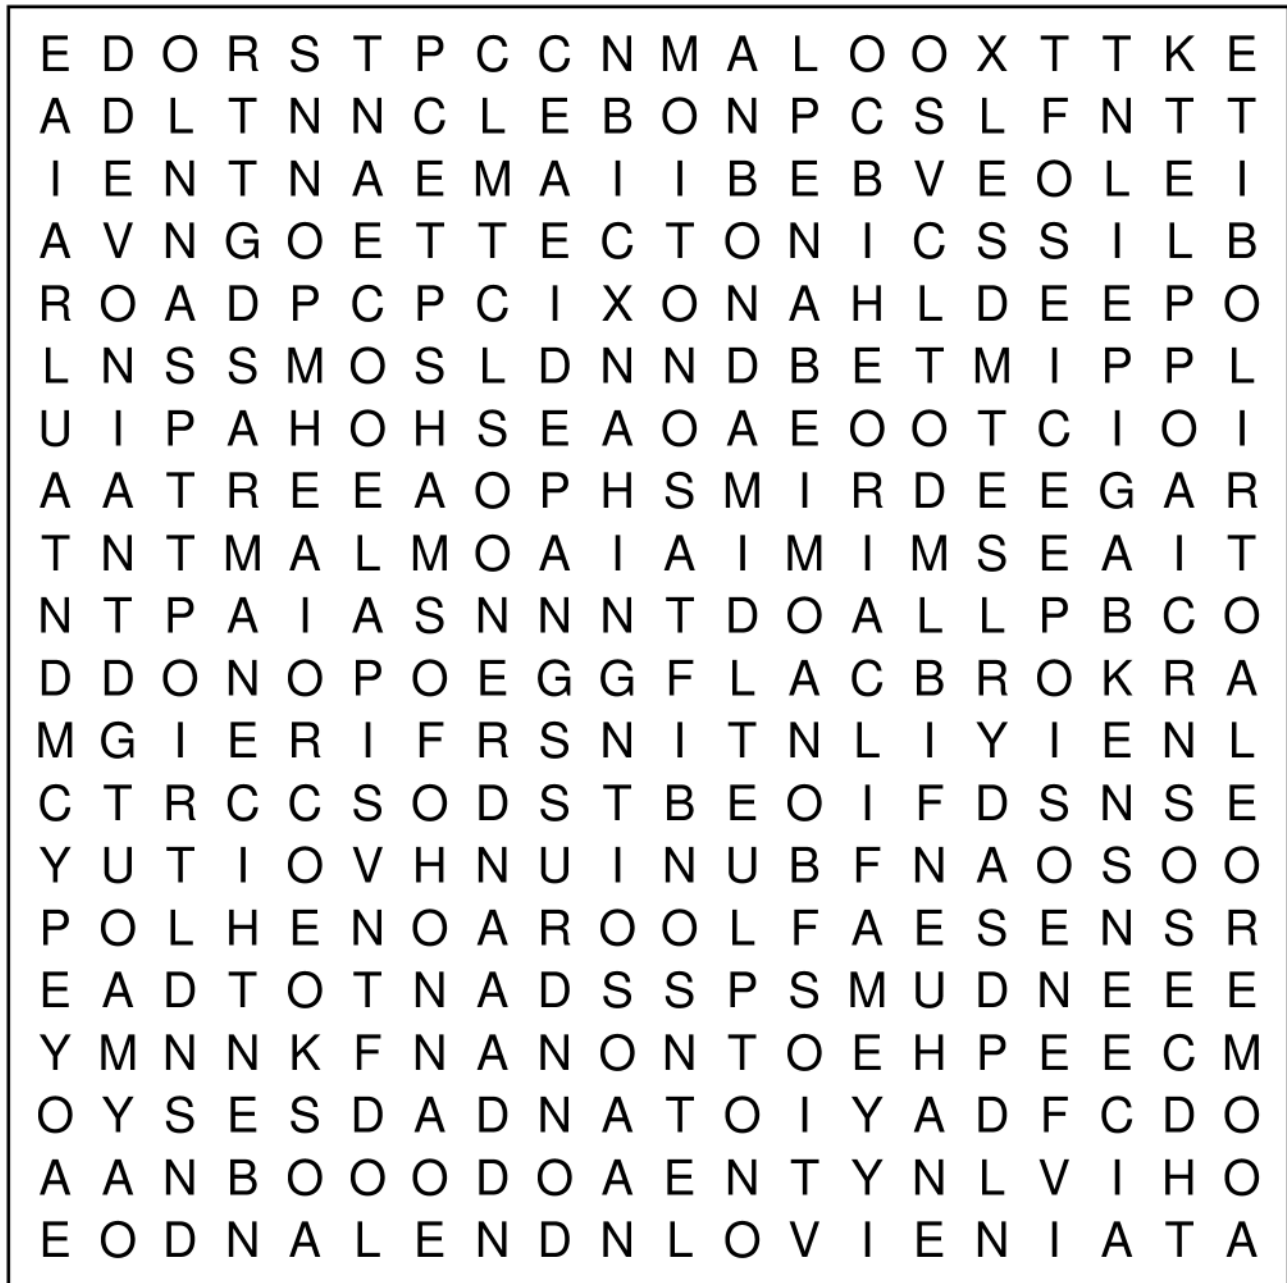 E D O R S T P C C N M A L O O X T T K E
A D L T N N C L E B O N P C S L F N T T
I E N T N A E M A I I B E B V E O L E I
A V N G O E T T E C T O N I C S S I L B
R O A D P C P C I X O N A H L D E E P O
L N S S M O S L D N N D B E T M I P P L
U I P A H O H S E A O A E O O T C I O I
A A T R E E A O P H S M I R D E E G A R
T N T M A L M O A I A I M I M S E A I T
N T P A I A S N N N T D O A L L P B C O
D D O N O P O E G G F L A C B R O K R A
M G I E R I F R S N I T N L I Y I E N L
C T R C C S O D S T B E O I F D S N S E
Y U T I O V H N U I N U B F N A O S O O
P O L H E N O A R O O L F A E S E N S R
E A D T O T N A D S S P S M U D N E E E
Y M N N K F N A N O N T O E H P E E C M
O Y S E S D A D N A T O I Y A D F C D O
A A N B O O O D O A E N T Y N L V I H O
E O D N A L E N D N L O V I E N I A T A